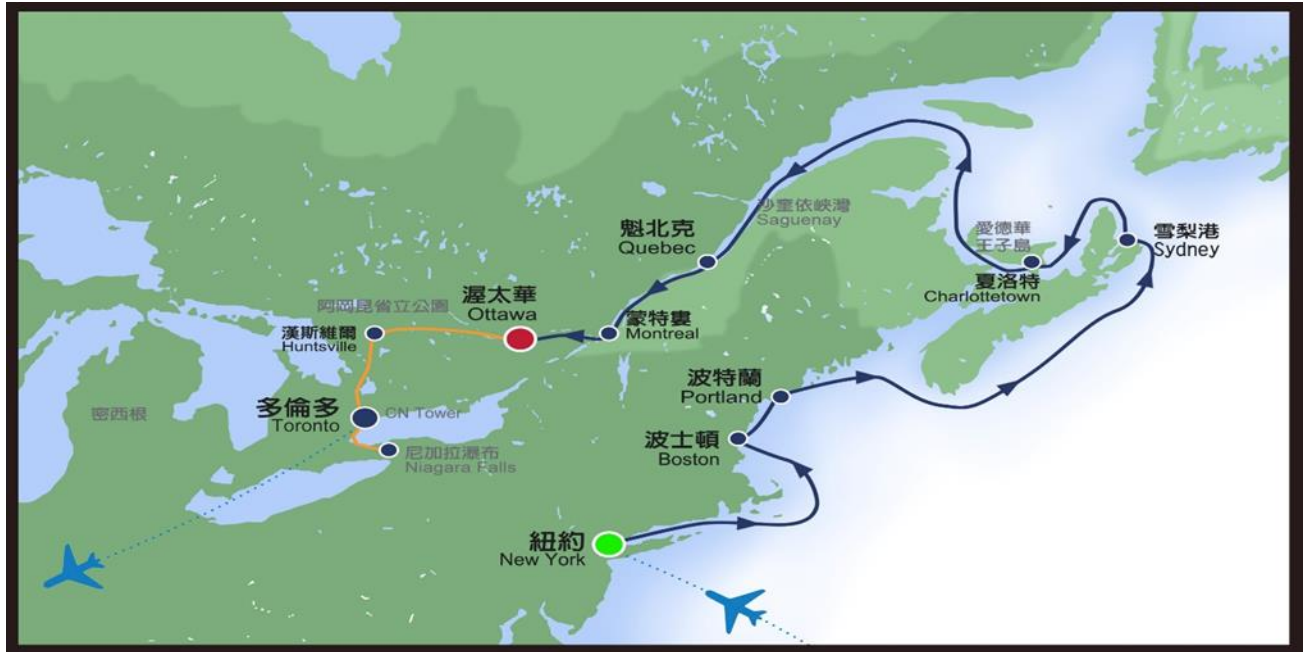 魁北克
Quebec
沙里依峽灣
Saguenay
愛德華
王子島
雪梨港
Sydney
夏洛特
Charlottetown
阿岡昆省立公園
渥太華
Ottawa
蒙特婁
Montreal
漢斯維爾
Huntsville
波特蘭
Portland
密西根
多倫多
Toronto
CN Tower
波士頓
Boston
尼加拉瀑布
Niagara Falls
紐約
New York